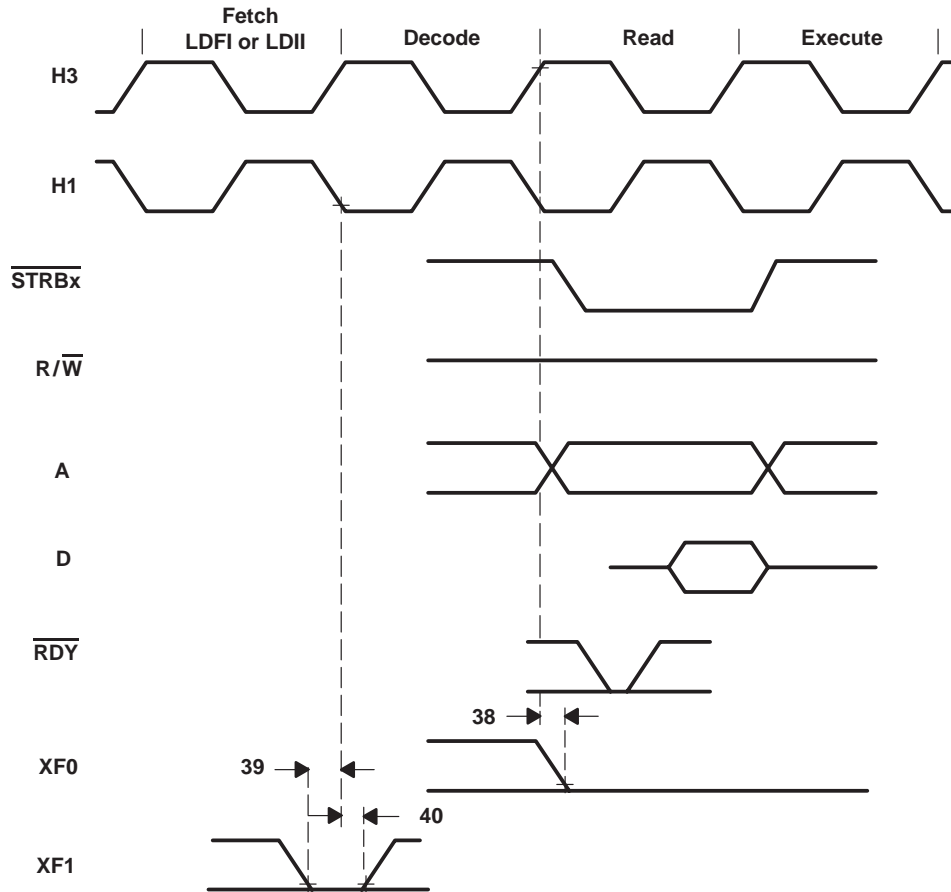 Fetch
LDFI or LDII
Decode
Read
Execute
H3
H1
STRBx
R/W
A
D
RDY
38
XF0
39
40
XF1